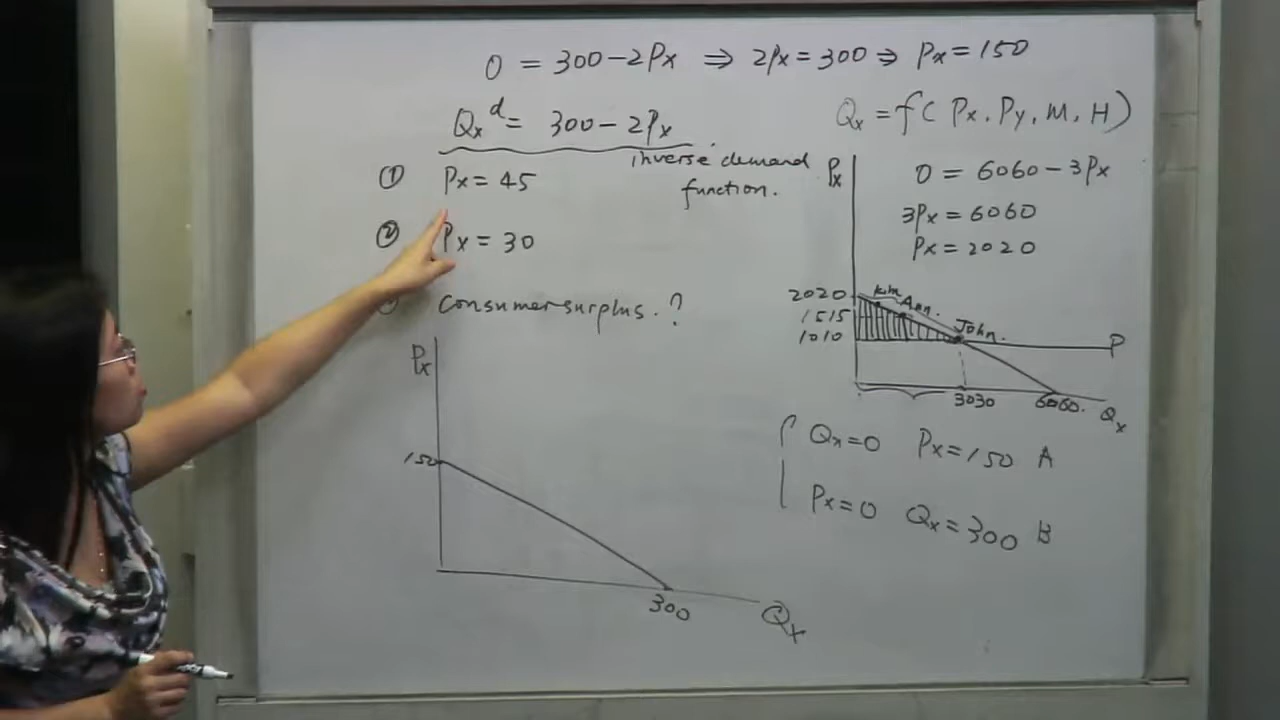 0 = 300-2Px ⇒ 2Px = 300 ⇒ Px = 150
Qx^d = 300-2Px
inverse demand
function.
① Px = 45
② Px = 30
consumer surplus. ?
Px
150
300
Qx
Qx = f( Px, Py, M, H)
Px
0 = 6060-3Px
3Px = 6060
Px = 2020
2020
1515
1010
kim
Ann.
John.
P
3030
6060.
Qx
Qx=0 Px=150 A
Px=0 Qx=300 B